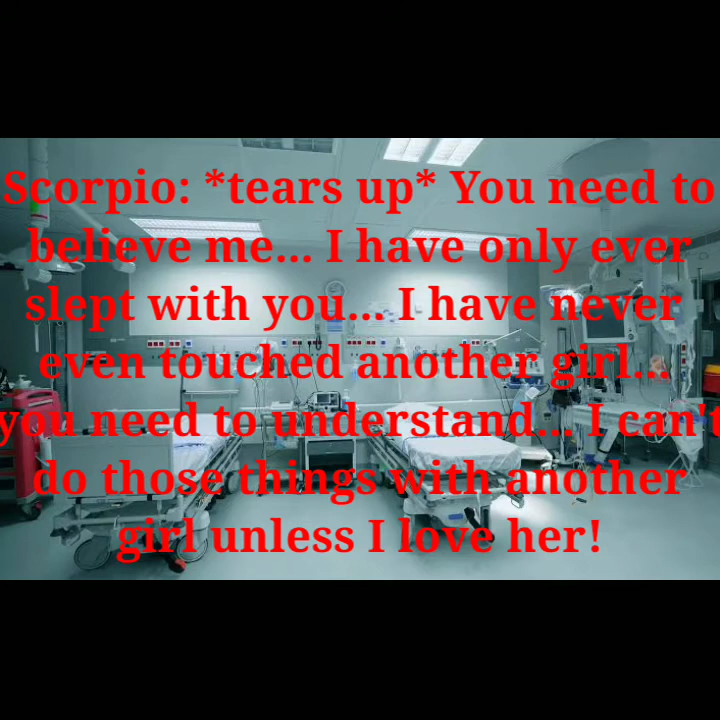 Scorpio: *tears up* You need to
believe me... I have only ever
slept with you... I have never
even touched another girl...
you need to understand... I can't
do those things with another
girl unless I love her!